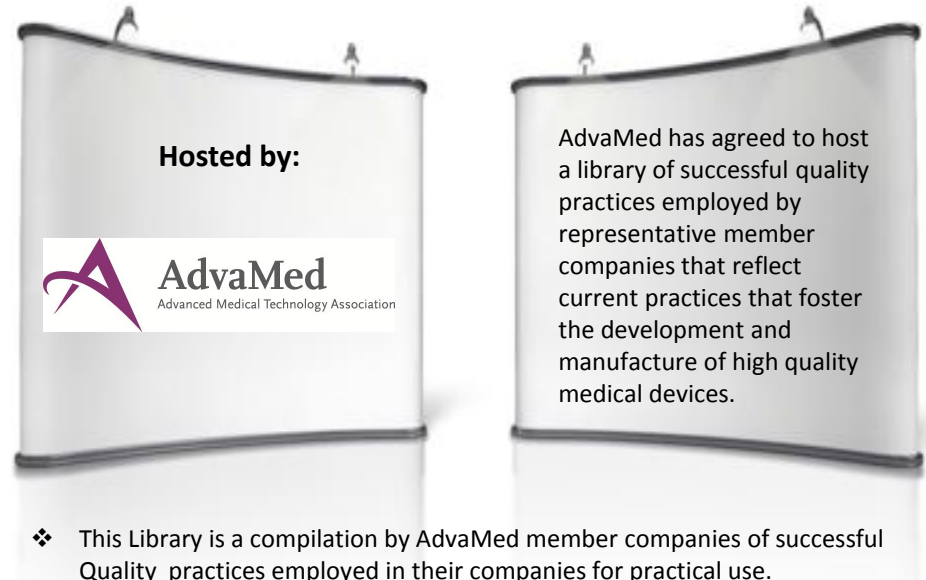 Hosted by:
AdvaMed
Advanced Medical Technology Association
AdvaMed has agreed to host
a library of successful quality
practices employed by
representative member
companies that reflect
current practices that foster
the development and
manufacture of high quality
medical devices.
❖ This Library is a compilation by AdvaMed member companies of successful
Quality practices employed in their companies for practical use.